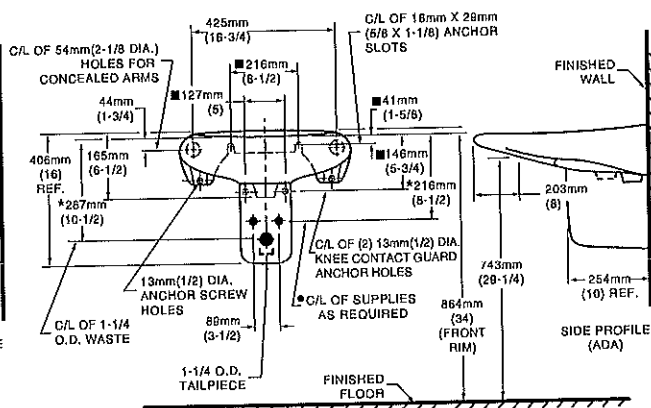 425mm
(16-3/4)
C/L OF 16mm X 29mm
(5/8 X 1-1/8) ANCHOR
SLOTS
C/L OF 54mm(2-1/8 DIA.)
HOLES FOR
CONCEALED ARMS
■216mm
(8-1/2)
FINISHED
WALL
■127mm
(5)
44mm
(1-3/4)
■41mm
(1-5/8)
406mm
(16)
REF.
165mm
(6-1/2)
■146mm
(5-3/4)
*267mm
(10-1/2)
*216mm
(8-1/2)
203mm
(8)
C/L OF (2) 13mm(1/2) DIA.
KNEE CONTACT GUARD
ANCHOR HOLES
743mm
(29-1/4)
13mm(1/2) DIA.
ANCHOR SCREW
HOLES
254mm
(10) REF.
●C/L OF SUPPLIES
AS REQUIRED
864mm
(34)
(FRONT
RIM)
C/L OF 1-1/4
O.D. WASTE
89mm
(3-1/2)
SIDE PROFILE
(ADA)
1-1/4 O.D.
TAILPIECE
FINISHED
FLOOR